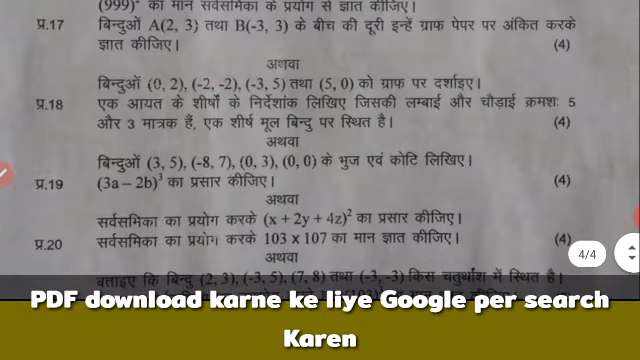 (999)² का मान सर्वसमिका के प्रयोग से ज्ञात कीजिए।
प्र.17 बिन्दुओं A(2, 3) तथा B(-3, 3) के बीच की दूरी इन्हें ग्राफ पेपर पर अंकित करके
ज्ञात कीजिए। (4)
अथवा
बिन्दुओं (0, 2), (-2, -2), (-3, 5) तथा (5, 0) को ग्राफ पर दर्शाइए।
प्र.18 एक आयत के शीर्षों के निर्देशांक लिखिए जिसकी लम्बाई और चौड़ाई क्रमशः 5
और 3 मात्रक हैं, एक शीर्ष मूल बिन्दु पर स्थित है। (4)
अथवा
बिन्दुओं (3, 5), (-8, 7), (0, 3), (0, 0) के भुज एवं कोटि लिखिए।
प्र.19 (3a – 2b)³ का प्रसार कीजिए। (4)
अथवा
सर्वसमिका का प्रयोग करके (x + 2y + 4z)² का प्रसार कीजिए।
प्र.20 सर्वसमिका का प्रयोग करके 103 x 107 का मान ज्ञात कीजिए। (4)
4/4
अथवा
बताइए कि बिन्दु (2, 3), (-3, 5), (7, 8) तथा (-3, -3) किस चतुर्थांश में स्थित है।
PDF download karne ke liye Google per search
Karen